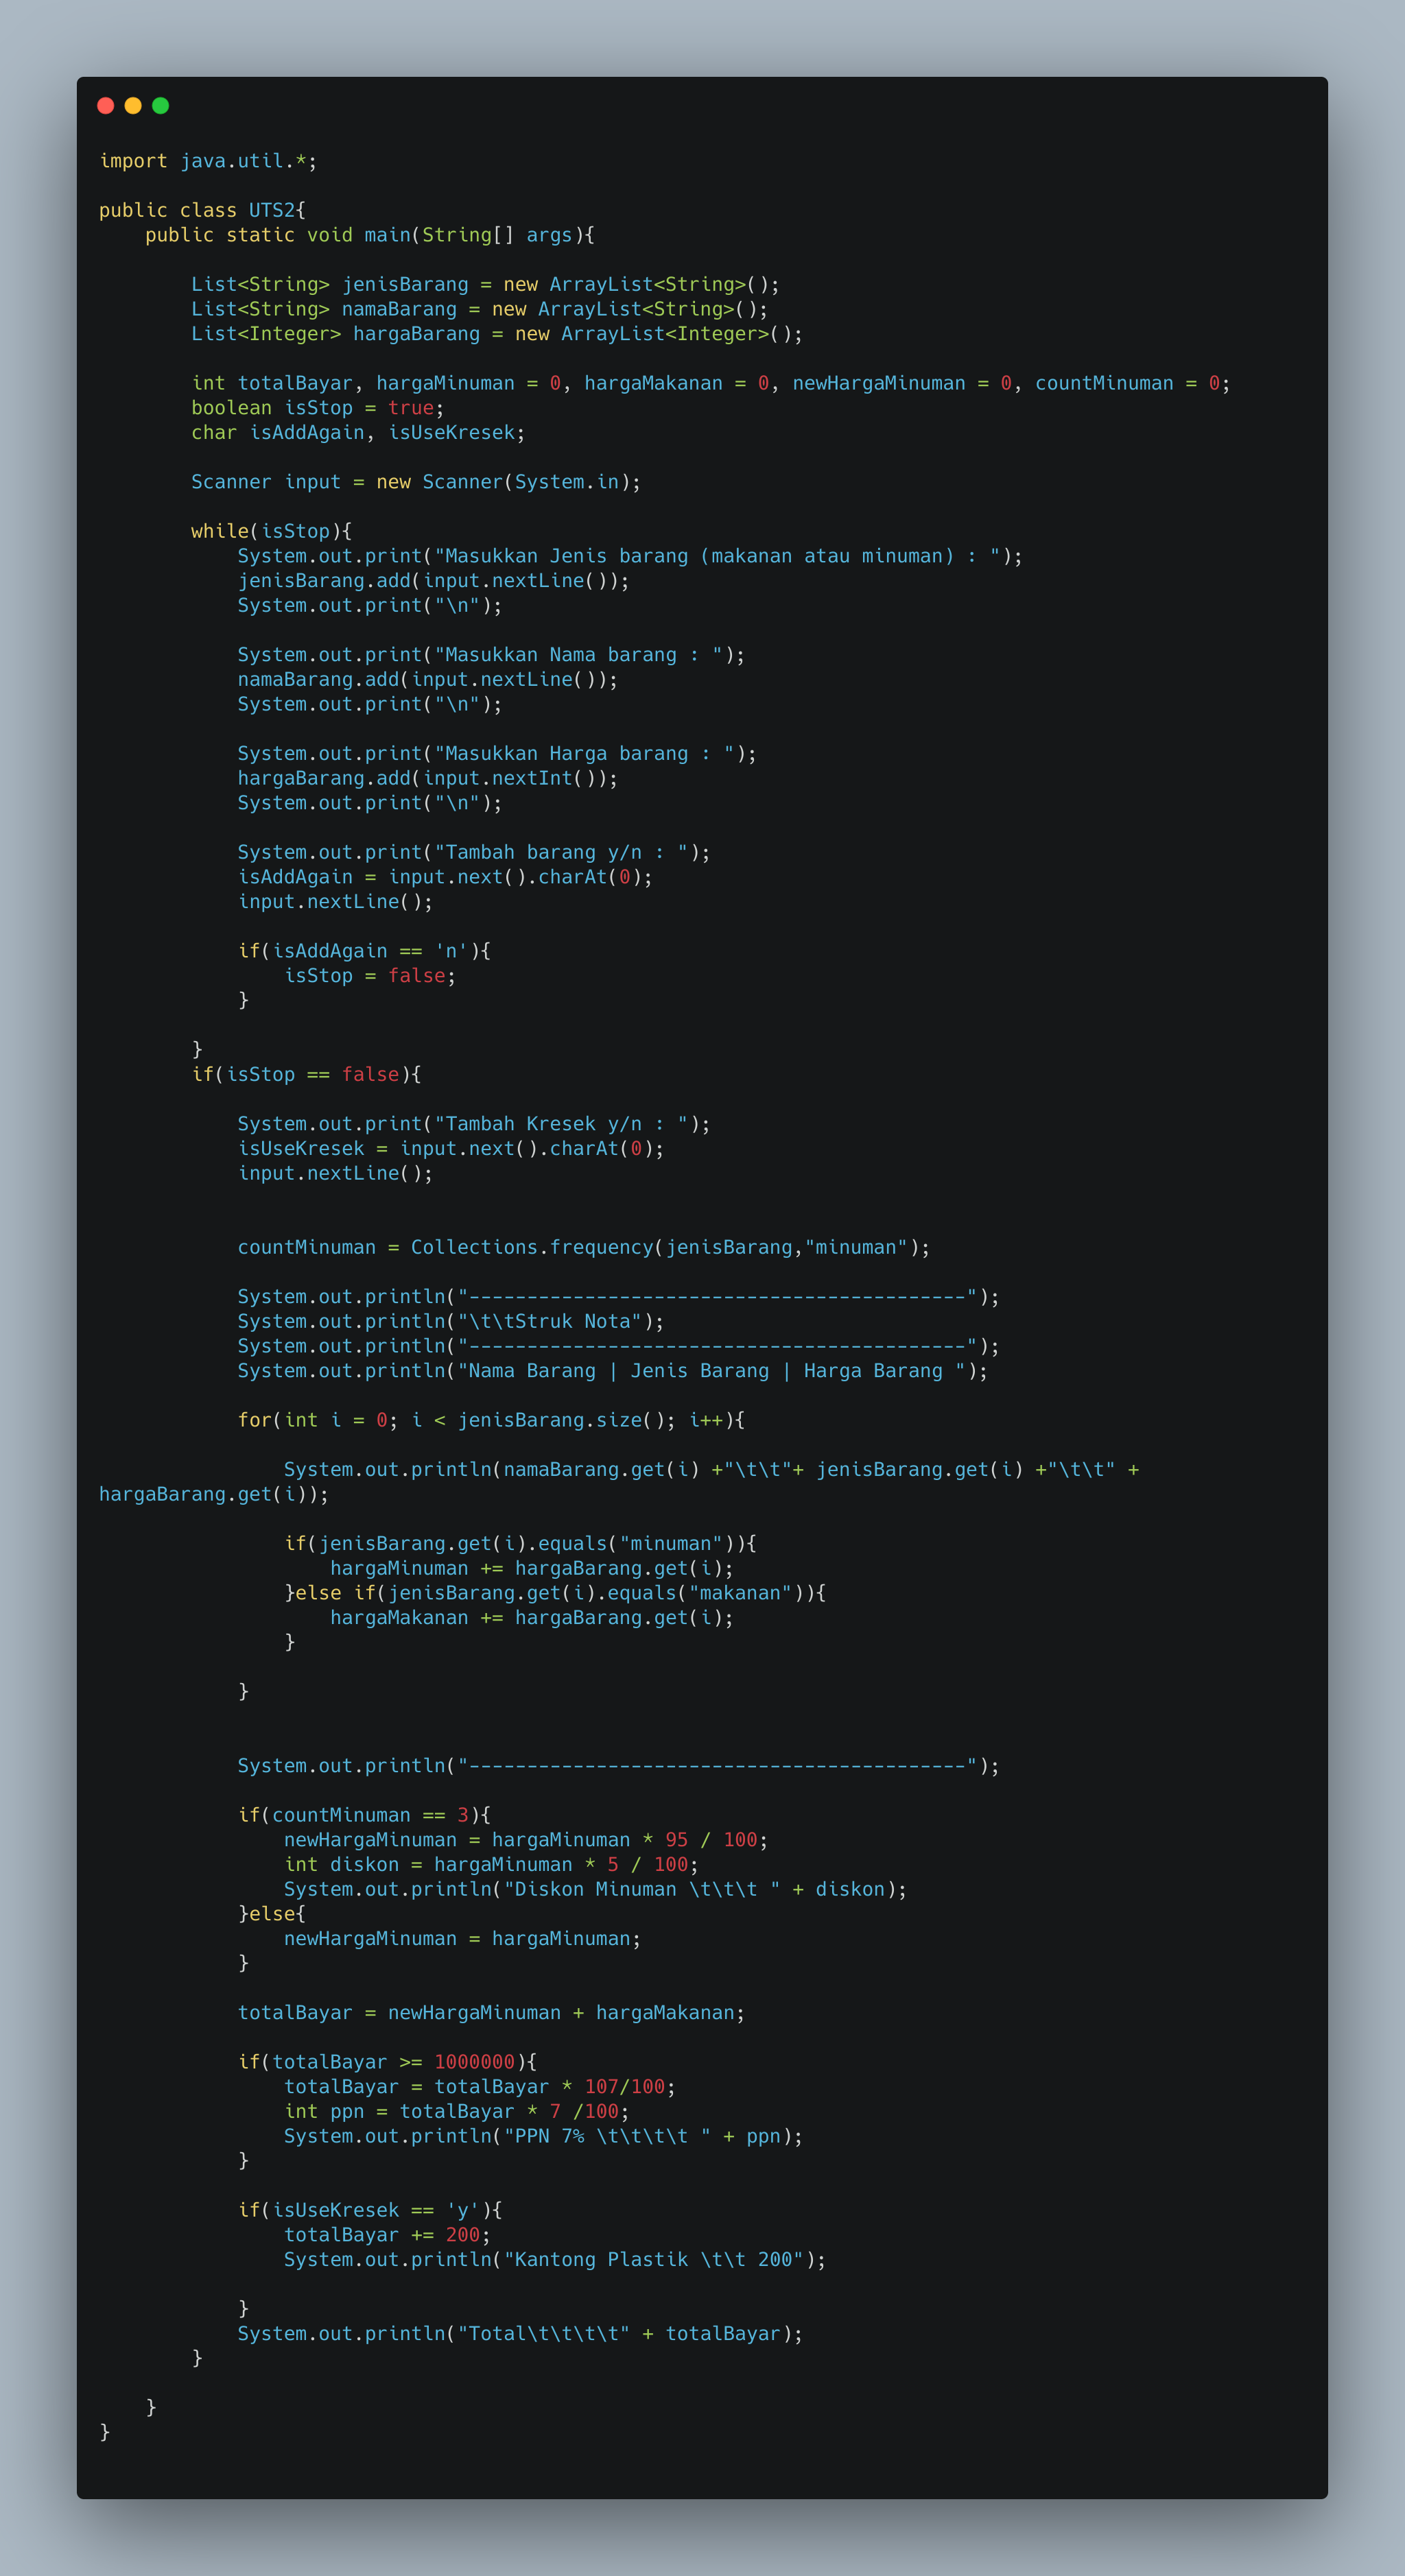 import java.util.*;

public class UTS2{
    public static void main(String[] args){

        List<String> jenisBarang = new ArrayList<String>();
        List<String> namaBarang = new ArrayList<String>();
        List<Integer> hargaBarang = new ArrayList<Integer>();

        int totalBayar, hargaMinuman = 0, hargaMakanan = 0, newHargaMinuman = 0, countMinuman = 0;
        boolean isStop = true;
        char isAddAgain, isUseKresek;

        Scanner input = new Scanner(System.in);

        while(isStop){
            System.out.print("Masukkan Jenis barang (makanan atau minuman) : ");
            jenisBarang.add(input.nextLine());
            System.out.print("\n");

            System.out.print("Masukkan Nama barang : ");
            namaBarang.add(input.nextLine());
            System.out.print("\n");

            System.out.print("Masukkan Harga barang : ");
            hargaBarang.add(input.nextInt());
            System.out.print("\n");

            System.out.print("Tambah barang y/n : ");
            isAddAgain = input.next().charAt(0);
            input.nextLine();

            if(isAddAgain == 'n'){
                isStop = false;
            }

        }
        if(isStop == false){

            System.out.print("Tambah Kresek y/n : ");
            isUseKresek = input.next().charAt(0);
            input.nextLine();


            countMinuman = Collections.frequency(jenisBarang,"minuman");

            System.out.println("-------------------------------------------");
            System.out.println("\t\tStruk Nota");
            System.out.println("-------------------------------------------");
            System.out.println("Nama Barang | Jenis Barang | Harga Barang ");

            for(int i = 0; i < jenisBarang.size(); i++){

                System.out.println(namaBarang.get(i) +"\t\t"+ jenisBarang.get(i) +"\t\t" +
hargaBarang.get(i));

                if(jenisBarang.get(i).equals("minuman")){
                    hargaMinuman += hargaBarang.get(i);
                }else if(jenisBarang.get(i).equals("makanan")){
                    hargaMakanan += hargaBarang.get(i);
                }

            }


            System.out.println("-------------------------------------------");

            if(countMinuman == 3){
                newHargaMinuman = hargaMinuman * 95 / 100;
                int diskon = hargaMinuman * 5 / 100;
                System.out.println("Diskon Minuman \t\t\t " + diskon);
            }else{
                newHargaMinuman = hargaMinuman;
            }

            totalBayar = newHargaMinuman + hargaMakanan;

            if(totalBayar >= 1000000){
                totalBayar = totalBayar * 107/100;
                int ppn = totalBayar * 7 /100;
                System.out.println("PPN 7% \t\t\t\t " + ppn);
            }

            if(isUseKresek == 'y'){
                totalBayar += 200;
                System.out.println("Kantong Plastik \t\t 200");

            }
            System.out.println("Total\t\t\t\t" + totalBayar);
        }

    }
}